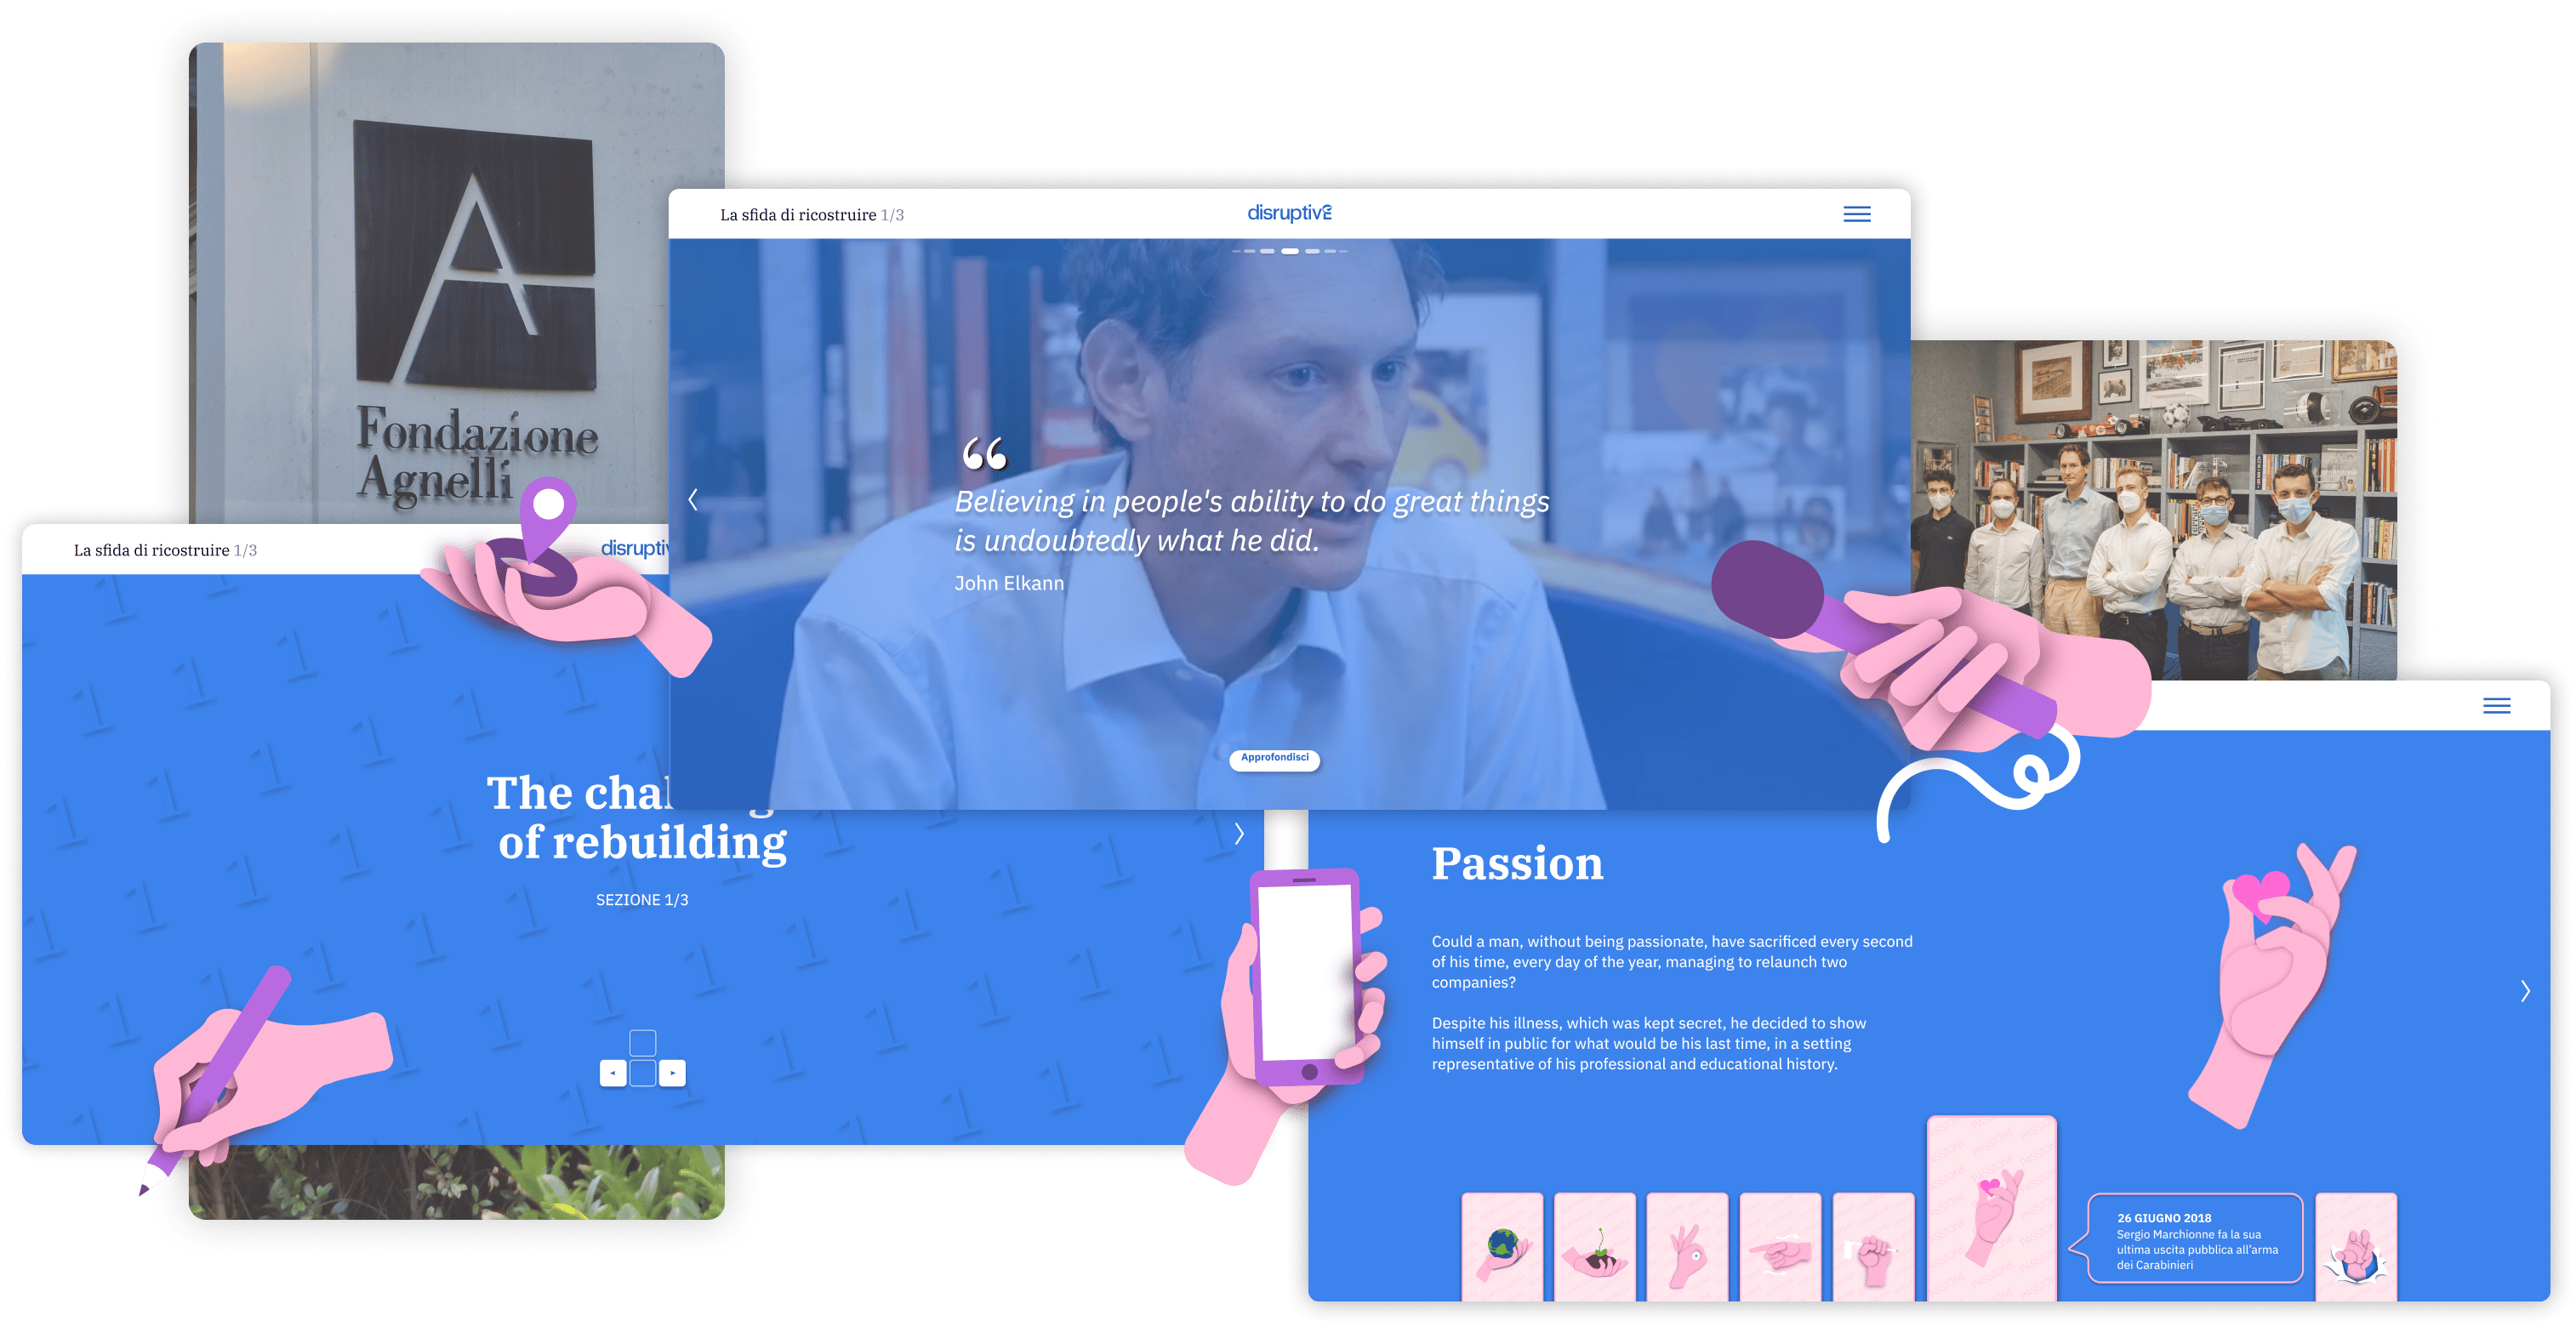 Fondazione
Agnelli
La sfida di ricostruire 1/3
disruptive
“
Believing in people's ability to do great things
is undoubtedly what he did.
John Elkann
Approfondisci
La sfida di ricostruire 1/3
The
of rebuilding
SEZIONE 1/3
Passion
Could a man, without being passionate, have sacrificed every second
of his time, every day of the year, managing to relaunch two
companies?
Despite his illness, which was kept secret, he decided to show
himself in public for what would be his last time, in a setting
representative of his professional and educational history.
PASSIONE
26 GIUGNO 2018
Sergio Marchionne fa la sua
ultima uscita pubblica all'arma
dei Carabinieri